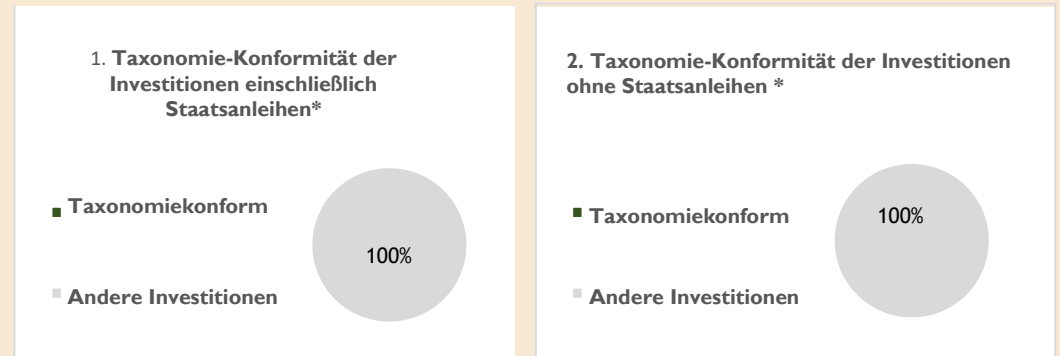 1. Taxonomie-Konformität der
Investitionen einschließlich
Staatsanleihen*
Taxonomiekonform
100%
Andere Investitionen
2. Taxonomie-Konformität der Investitionen
ohne Staatsanleihen *
Taxonomiekonform
100%
Andere Investitionen